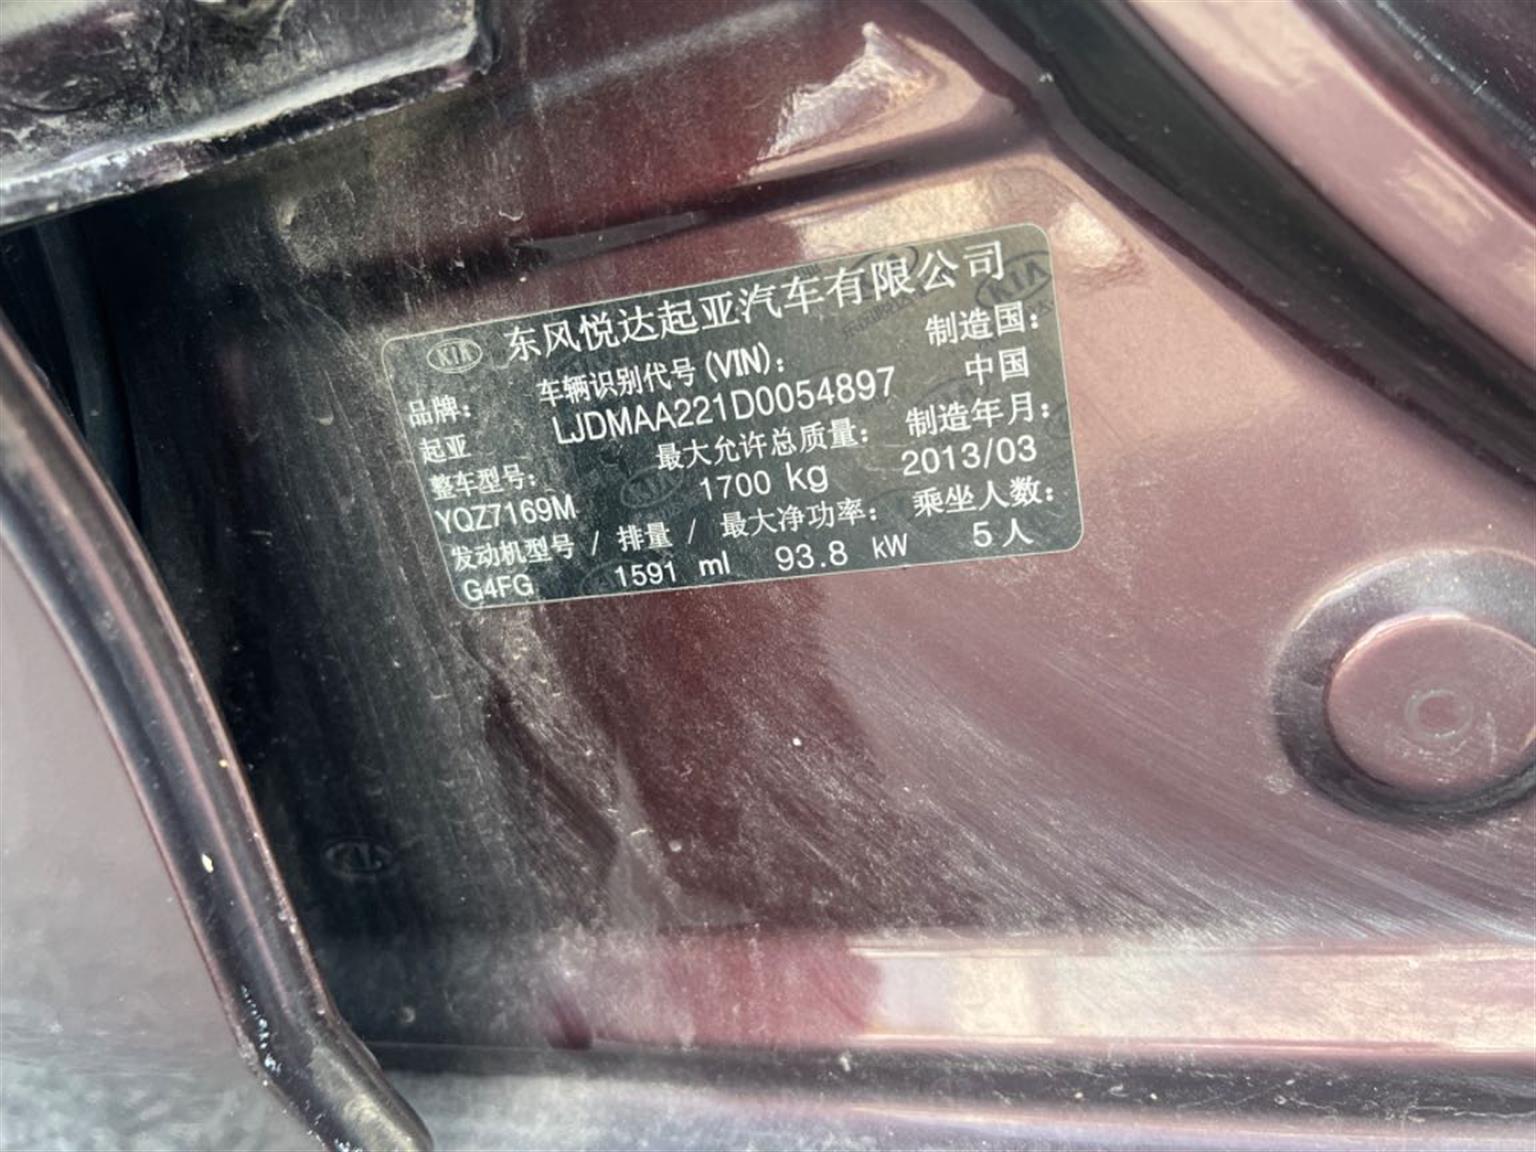 KIA 东风悦达起亚汽车有限公司
品牌： 车辆识别代号 (VIN)： 制造国：
起亚 LJDMAA221D0054897 中国
整车型号： 最大允许总质量： 制造年月：
YQZ7169M 1700 kg 2013/03
发动机型号 / 排量 / 最大净功率： 乘坐人数：
G4FG 1591 ml 93.8 kW 5人